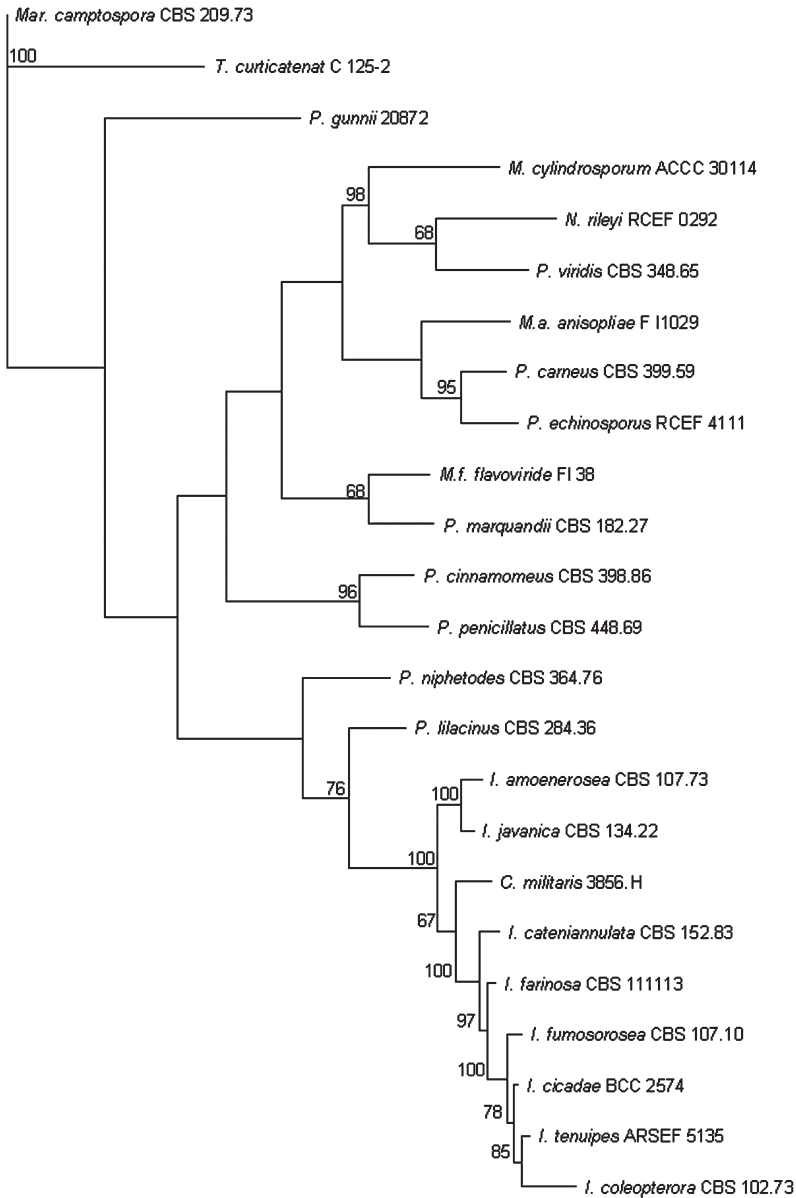 Mar. camptospora CBS 209.73
100
T. curticatenat C 125-2
P. gunnii 20872
M. cylindrosporum ACCC 30114
98
N. rileyi RCEF 0292
68
P. viridis CBS 348.65
M.a. anisopliae F I1029
P. carneus CBS 399.59
95
P. echinosporus RCEF 4111
M.f. flavoviride FI 38
68
P. marquandii CBS 182.27
P. cinnamomeus CBS 398.86
96
P. penicillatus CBS 448.69
P. niphetodes CBS 364.76
P. lilacinus CBS 284.36
76
I. amoenerosea CBS 107.73
100
I. javanica CBS 134.22
100
C. militaris 3856.H
67
I. cateniannulata CBS 152.83
100
I. farinosa CBS 111113
97
I. fumosorosea CBS 107.10
100
I. cicadae BCC 2574
78
I. tenuipes ARSEF 5135
85
I. coleopterora CBS 102.73